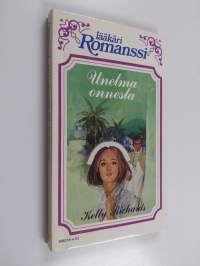 lääkäri
Romanssi
Unelma
onnesta
Kelly Richards